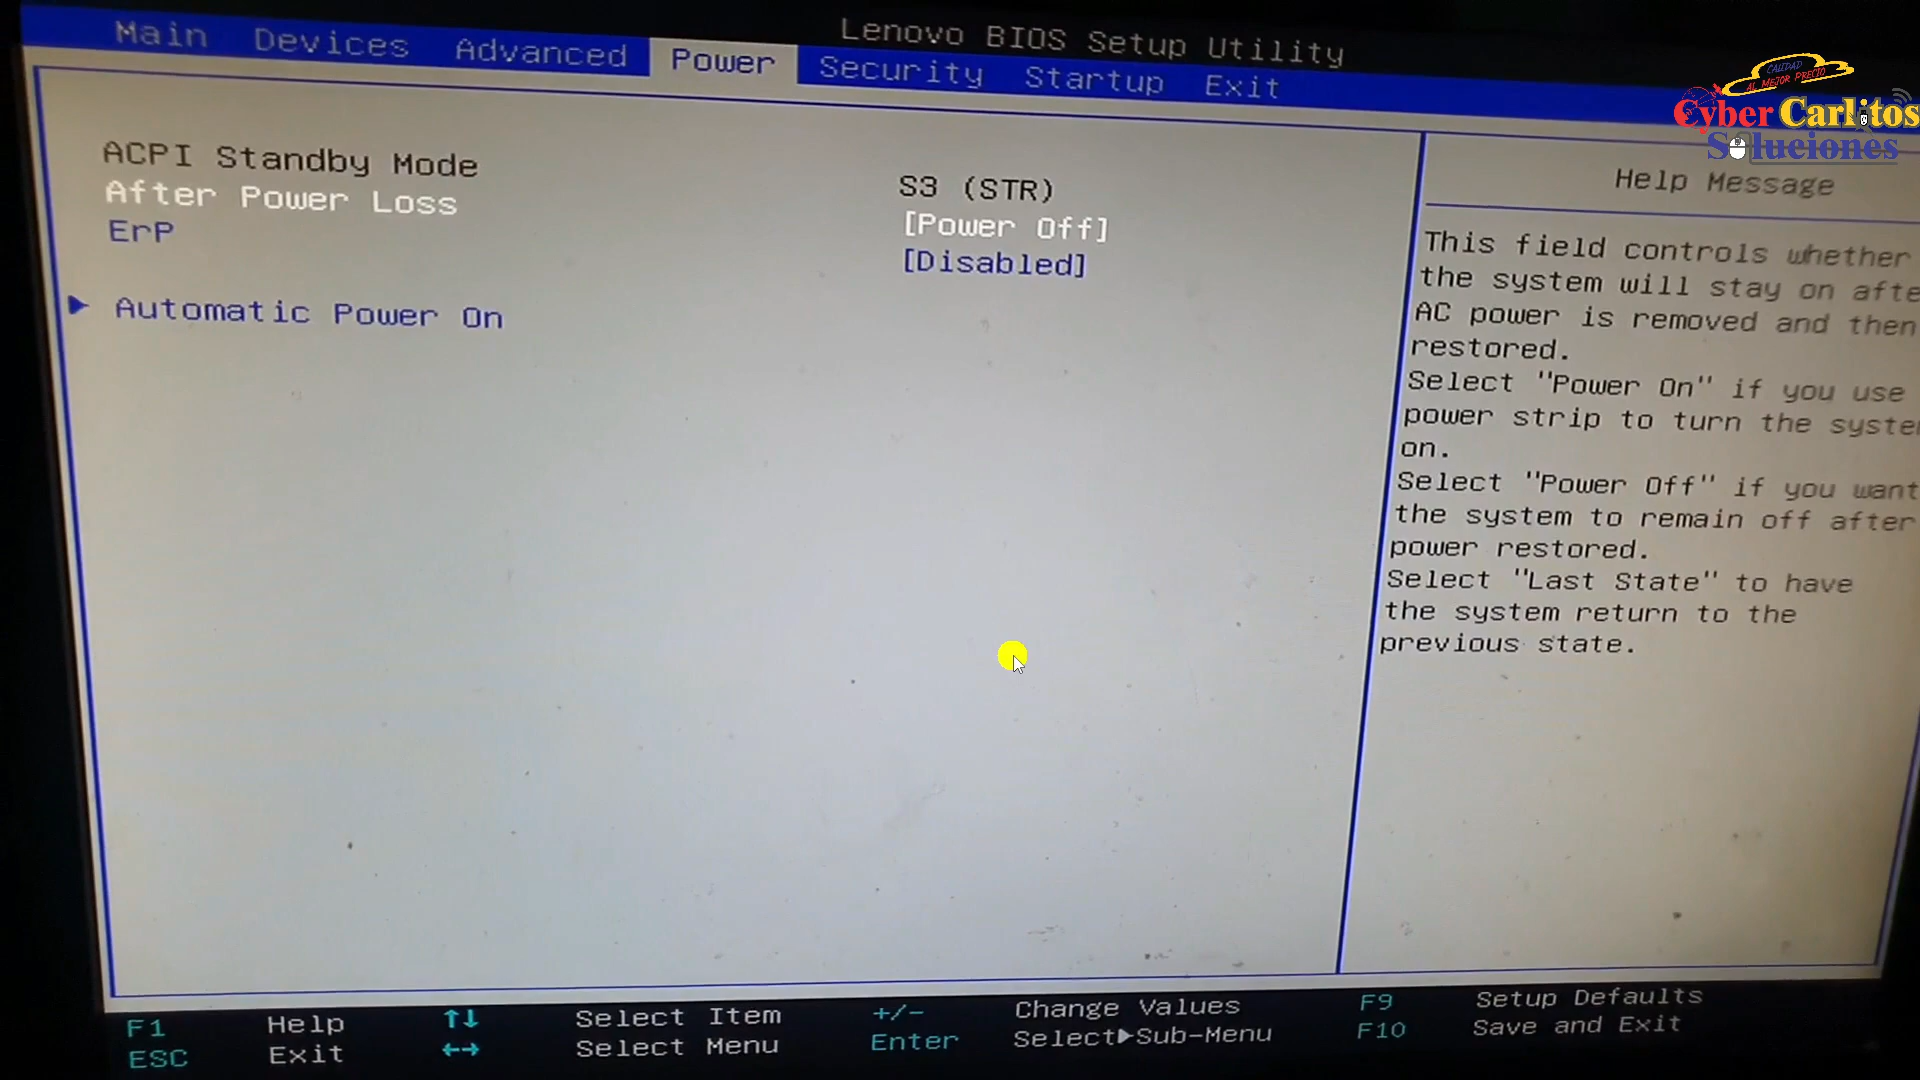 Lenovo BIOS Setup Utility
Main Devices Advanced Power Security Startup Exit
CALIDAD
AL MEJOR PRECIO
Cyber Carlitos
Soluciones
ACPI Standby Mode S3 (STR)
After Power Loss [Power Off]
ErP [Disabled]
Automatic Power On
Help Message
This field controls whether
the system will stay on afte
AC power is removed and then
restored.
Select "Power On" if you use
power strip to turn the syste
on.
Select "Power Off" if you want
the system to remain off after
power restored.
Select "Last State" to have
the system return to the
previous state.
F1 Help ↑↓ Select Item +/- Change Values F9 Setup Defaults
ESC Exit ←→ Select Menu Enter Select▶Sub-Menu F10 Save and Exit